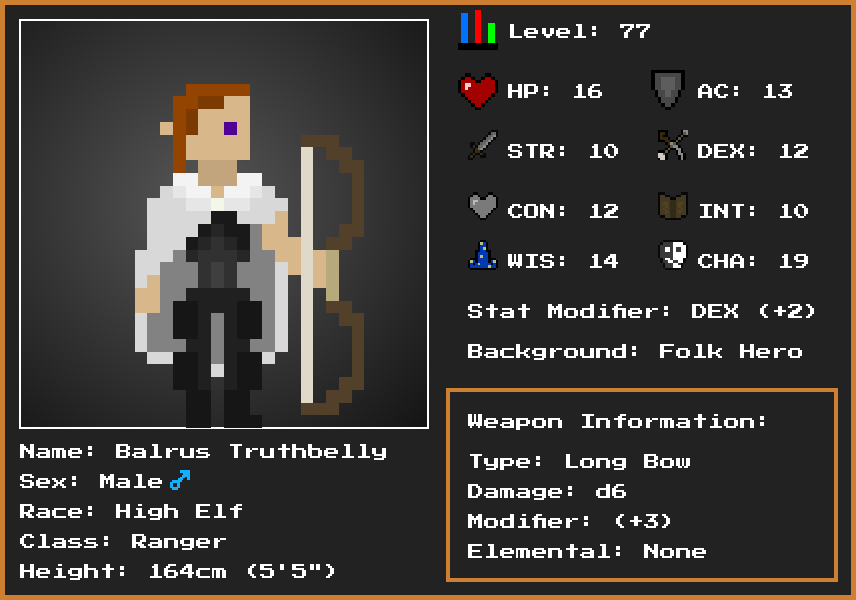 Level: 77
HP: 16 AC: 13
STR: 10 DEX: 12
CON: 12 INT: 10
WIS: 14 CHA: 19
Stat Modifier: DEX (+2)
Background: Folk Hero
Weapon Information:
Type: Long Bow
Damage: d6
Modifier: (+3)
Elemental: None
Name: Balrus Truthbelly
Sex: Male ♂
Race: High Elf
Class: Ranger
Height: 164cm (5'5")